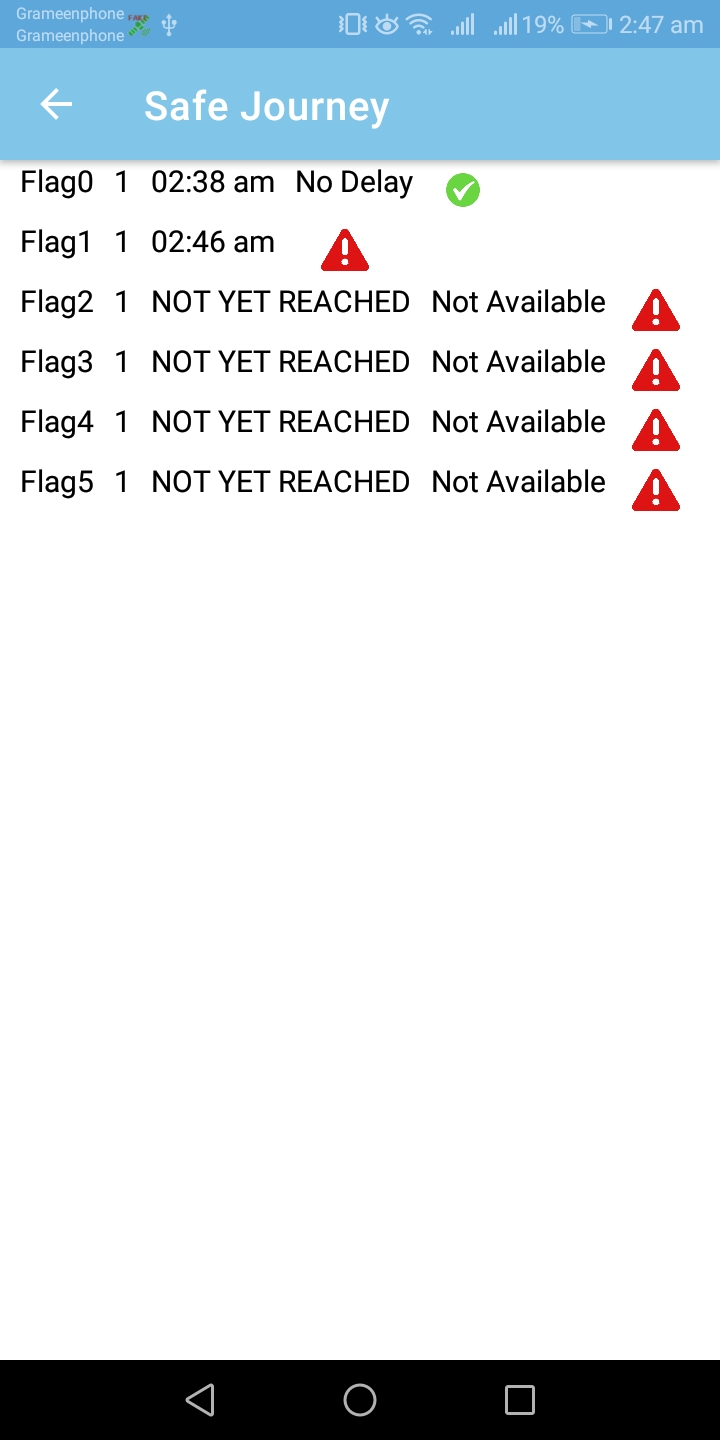 Grameenphone
Grameenphone
FAKE
19%
2:47 am
Safe Journey
Flag0 1 02:38 am No Delay
Flag1 1 02:46 am
Flag2 1 NOT YET REACHED Not Available
Flag3 1 NOT YET REACHED Not Available
Flag4 1 NOT YET REACHED Not Available
Flag5 1 NOT YET REACHED Not Available